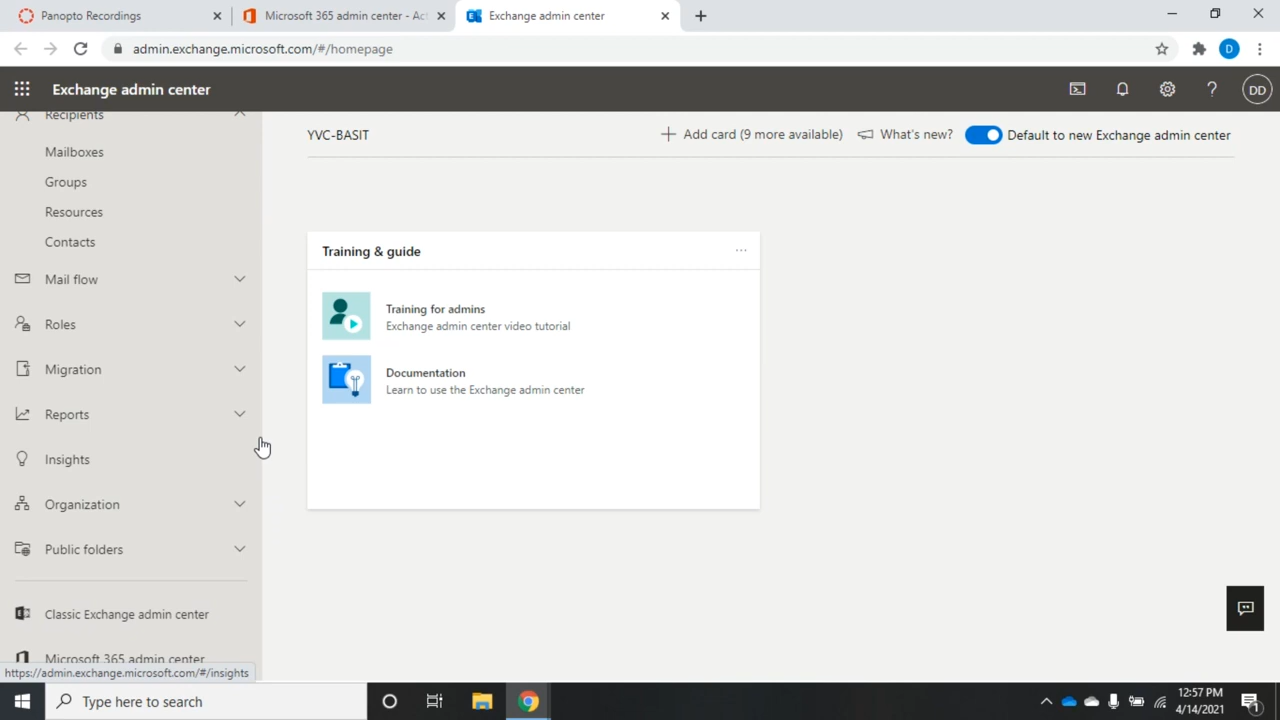 Panopto Recordings
Microsoft 365 admin center - Act
Exchange admin center
admin.exchange.microsoft.com/#/homepage
D
Exchange admin center
DD
Recipients
Mailboxes
Groups
Resources
Contacts
Mail flow
Roles
Migration
Reports
Insights
Organization
Public folders
Classic Exchange admin center
Microsoft 365 admin center
https://admin.exchange.microsoft.com/#/insights
YVC-BASIT
Add card (9 more available)
What's new?
Default to new Exchange admin center
Training & guide
Training for admins
Exchange admin center video tutorial
Documentation
Learn to use the Exchange admin center
Type here to search
12:57 PM
4/14/2021
1